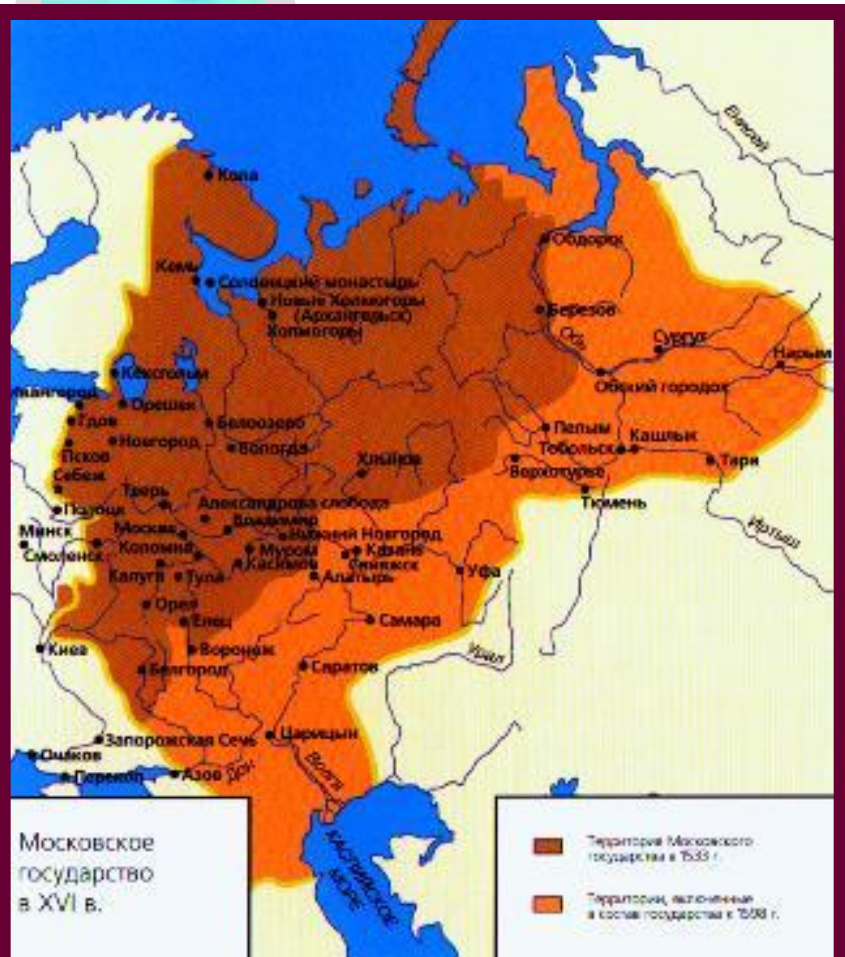 Енисей
Кола
Обдорск
Кемь
Соловецкий монастырь
Новые Холмогоры
(Архангельск)
Холмогоры
Березов
Обь
Сургут
Нарым
Обский городок
Кексгольм
Ивангород
Орешек
Гдов
Новгород
Псков
Белоозеро
Вологда
Пелым
Тобольск
Кашлык
Верхотурье
Тара
Тюмень
Иртыш
Хлынов
Себеж
Полоцк
Тверь
Александрова слобода
Владимир
Москва
Нижний Новгород
Минск
Смоленск
Коломна
Муром
Казань
Свияжск
Касимов
Калуга
Тула
Алатырь
Уфа
Орел
Елец
Самара
Киев
Воронеж
Белгород
Саратов
Урал
Запорожская Сечь
Царицын
Волга
Очаков
Перекоп
Азов
Дон
КАСПИЙСКОЕ
МОРЕ
Московское
государство
в XVI в.
Территория Московского
государства в 1533 г.
Территории, включенные
в состав государства к 1598 г.